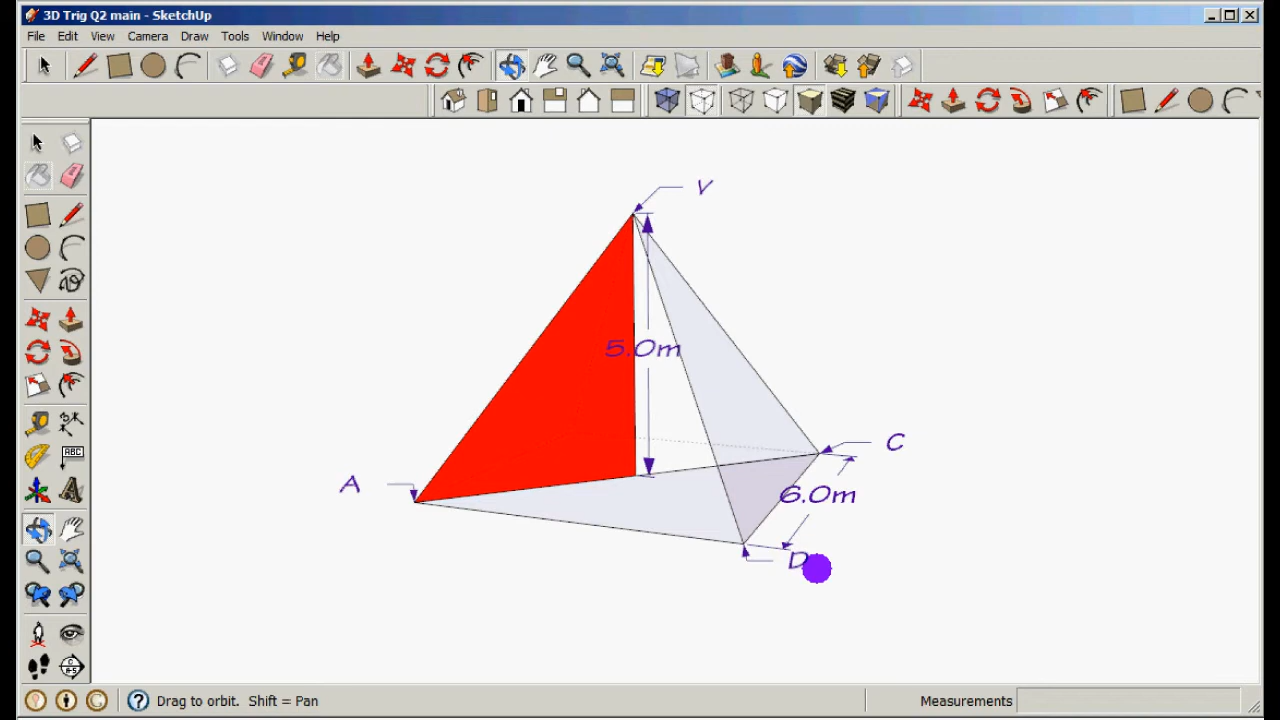 3D Trig Q2 main - SketchUp
File Edit View Camera Draw Tools Window Help
V
5.0m
C
A
6.0m
D
ABC
Drag to orbit. Shift = Pan
Measurements